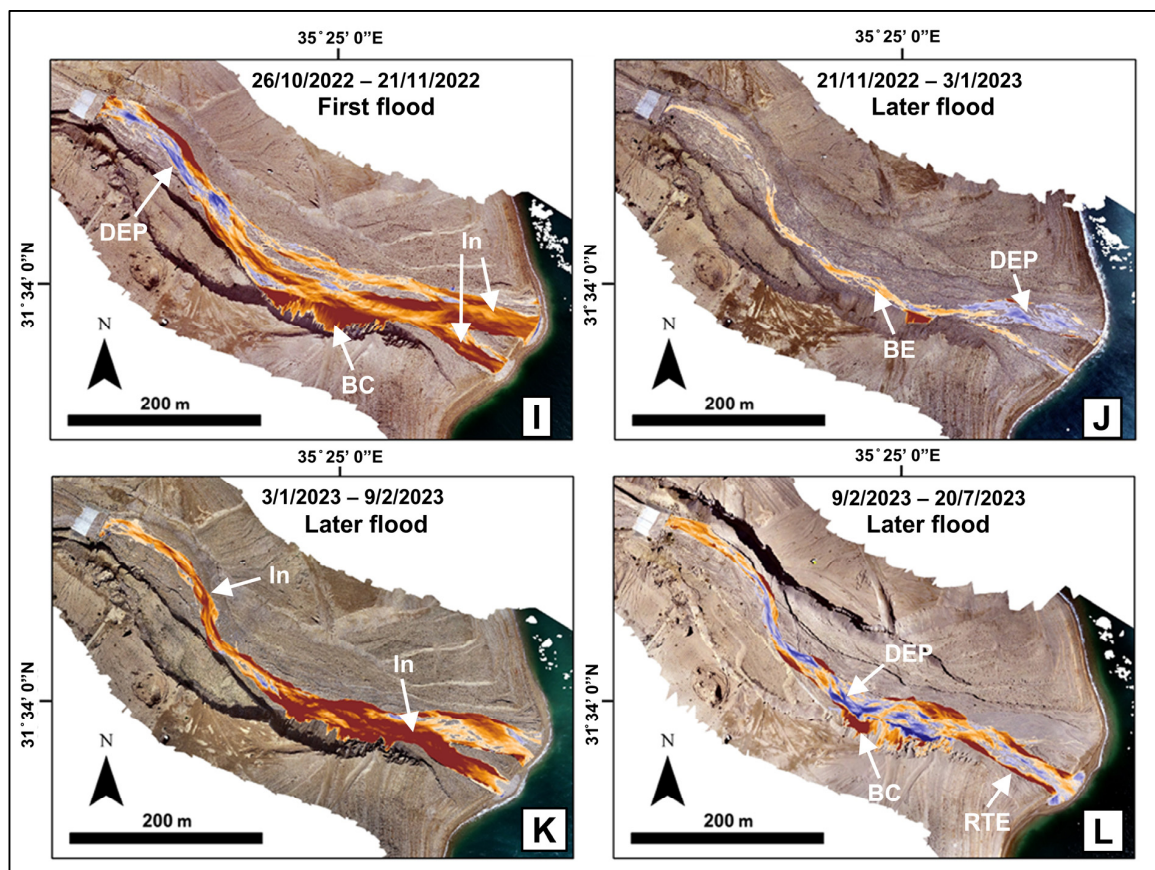 35° 25' 0"E
35° 25' 0"E
26/10/2022 – 21/11/2022
First flood
DEP
In
BC
31° 34' 0"N
N
200 m
I
21/11/2022 – 3/1/2023
Later flood
DEP
BE
31° 34' 0"N
N
200 m
J
35° 25' 0"E
35° 25' 0"E
3/1/2023 – 9/2/2023
Later flood
In
In
31° 34' 0"N
N
200 m
K
9/2/2023 – 20/7/2023
Later flood
DEP
BC
RTE
31° 34' 0"N
N
200 m
L